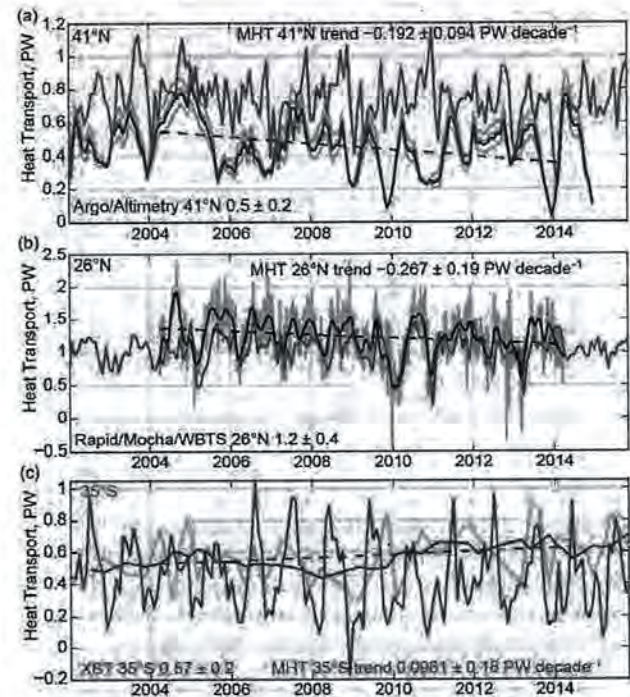 (a)
41°N
MHT 41°N trend −0.192 ± 0.094 PW decade⁻¹
Heat Transport, PW
1.2
1
0.8
0.6
0.4
0.2
0
Argo/Altimetry 41°N 0.5 ± 0.2
2004 2006 2008 2010 2012 2014
(b)
26°N
MHT 26°N trend −0.267 ± 0.19 PW decade⁻¹
Heat Transport, PW
2.5
2
1.5
1
0.5
0
−0.5
Rapid/Mocha/WBTS 26°N 1.2 ± 0.4
2004 2006 2008 2010 2012 2014
(c)
35°S
Heat Transport, PW
1
0.8
0.6
0.4
0.2
0
−0.2
XBT 35°S 0.57 ± 0.2
MHT 35°S trend 0.0961 ± 0.18 PW decade⁻¹
2004 2006 2008 2010 2012 2014